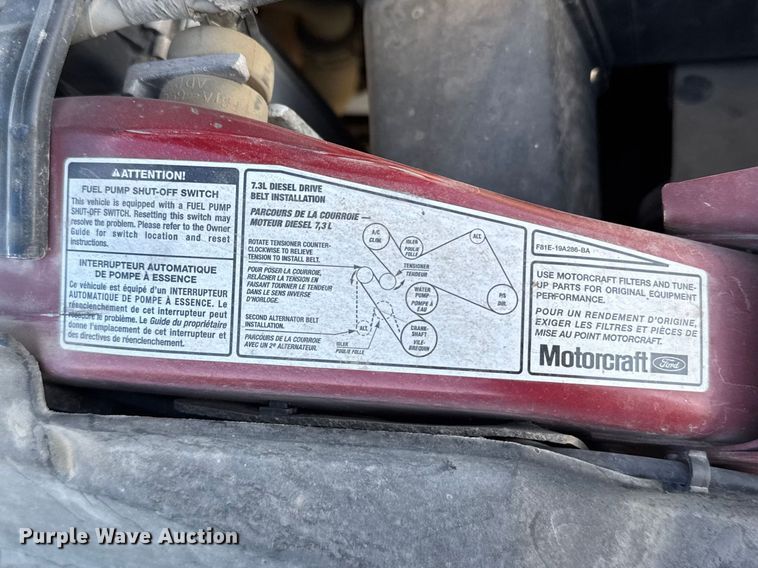 ATTENTION!
FUEL PUMP SHUT-OFF SWITCH
This vehicle is equipped with a FUEL PUMP
SHUT-OFF SWITCH. Resetting this switch may
resolve the problem. Please refer to the Owner
Guide for switch location and reset
instructions.
INTERRUPTEUR AUTOMATIQUE
DE POMPE À ESSENCE
Ce véhicule est équipé d'un INTERRUPTEUR
AUTOMATIQUE DE POMPE À ESSENCE. Le
réenclenchement de cet interrupteur peut
résoudre le problème. Le Guide du propriétaire
donne l'emplacement de cet interrupteur et
des directives de réenclenchement.
7.3L DIESEL DRIVE
BELT INSTALLATION
PARCOURS DE LA COURROIE —
MOTEUR DIESEL 7,3 L
ROTATE TENSIONER COUNTER-
CLOCKWISE TO RELIEVE
TENSION TO INSTALL BELT.
POUR POSER LA COURROIE,
RELÂCHER LA TENSION EN
FAISANT TOURNER LE TENDEUR
DANS LE SENS INVERSE
D'HORLOGE.
SECOND ALTERNATOR BELT
INSTALLATION.
PARCOURS DE LA COURROIE
AVEC UN 2e ALTERNATEUR.
A/C
CLIM.
IDLER
POULIE
FOLLE
ALT.
TENSIONER
TENDEUR
WATER
PUMP
POMPE À
EAU
P/S
DIR.
ALT.
IDLER
POULIE FOLLE
CRANK-
SHAFT
VILE-
BREQUIN
F81E-19A286-BA
USE MOTORCRAFT FILTERS AND TUNE-
UP PARTS FOR ORIGINAL EQUIPMENT
PERFORMANCE.
POUR UN RENDEMENT D'ORIGINE,
EXIGER LES FILTRES ET PIÈCES DE
MISE AU POINT MOTORCRAFT.
Motorcraft Ford
Purple Wave Auction